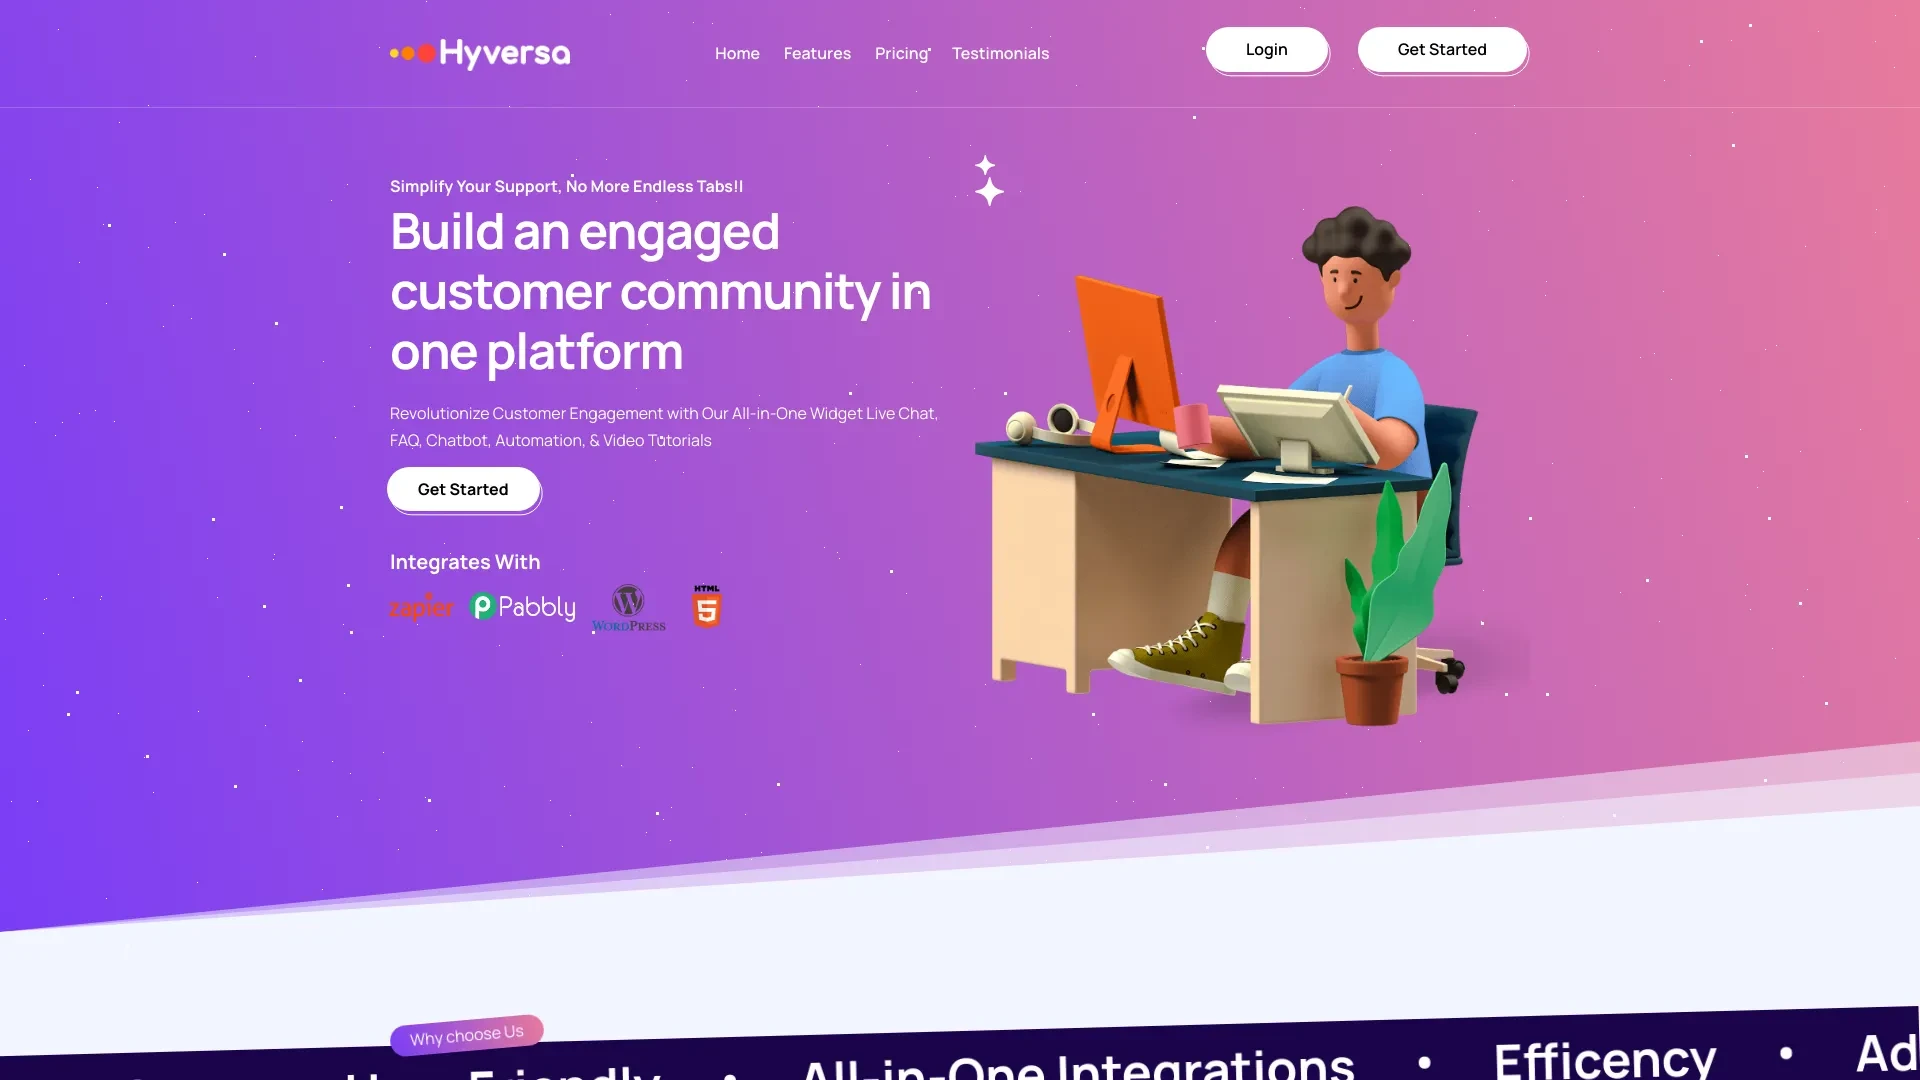 Hyversa
Home Features Pricing Testimonials
Login
Get Started
Simplify Your Support, No More Endless Tabs!!
Build an engaged
customer community in
one platform
Revolutionize Customer Engagement with Our All-in-One Widget Live Chat,
FAQ, Chatbot, Automation, & Video Tutorials
Get Started
Integrates With
zapier
Pabbly
WORDPRESS
HTML
5
Why choose Us
User Friendly • All-in-One Integrations • Efficency • Ad